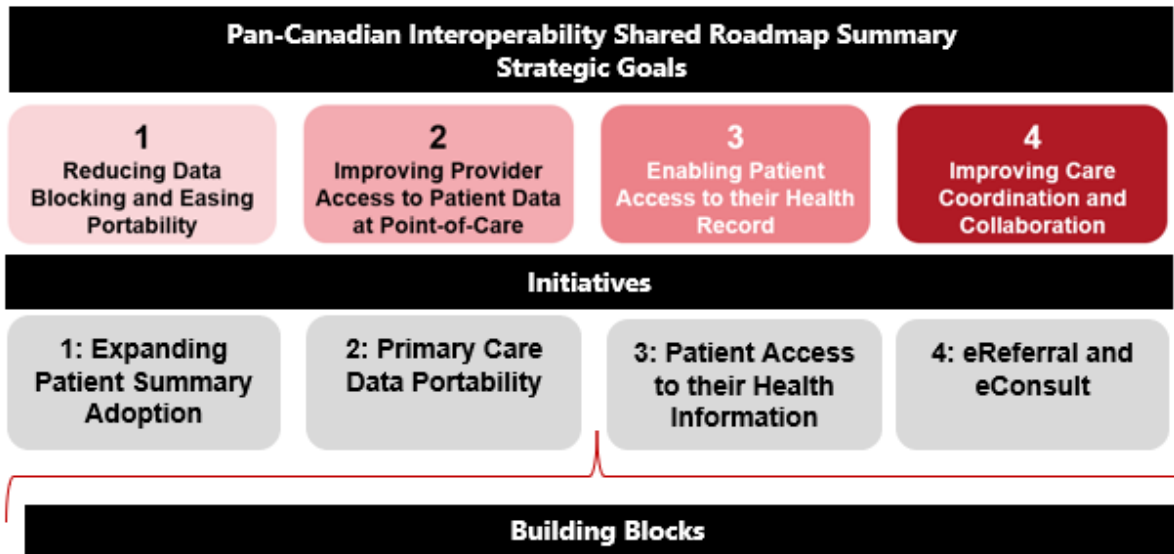 Pan-Canadian Interoperability Shared Roadmap Summary
Strategic Goals
1
Reducing Data
Blocking and Easing
Portability
2
Improving Provider
Access to Patient Data
at Point-of-Care
3
Enabling Patient
Access to their Health
Record
4
Improving Care
Coordination and
Collaboration
Initiatives
1: Expanding
Patient Summary
Adoption
2: Primary Care
Data Portability
3: Patient Access
to their Health
Information
4: eReferral and
eConsult
Building Blocks